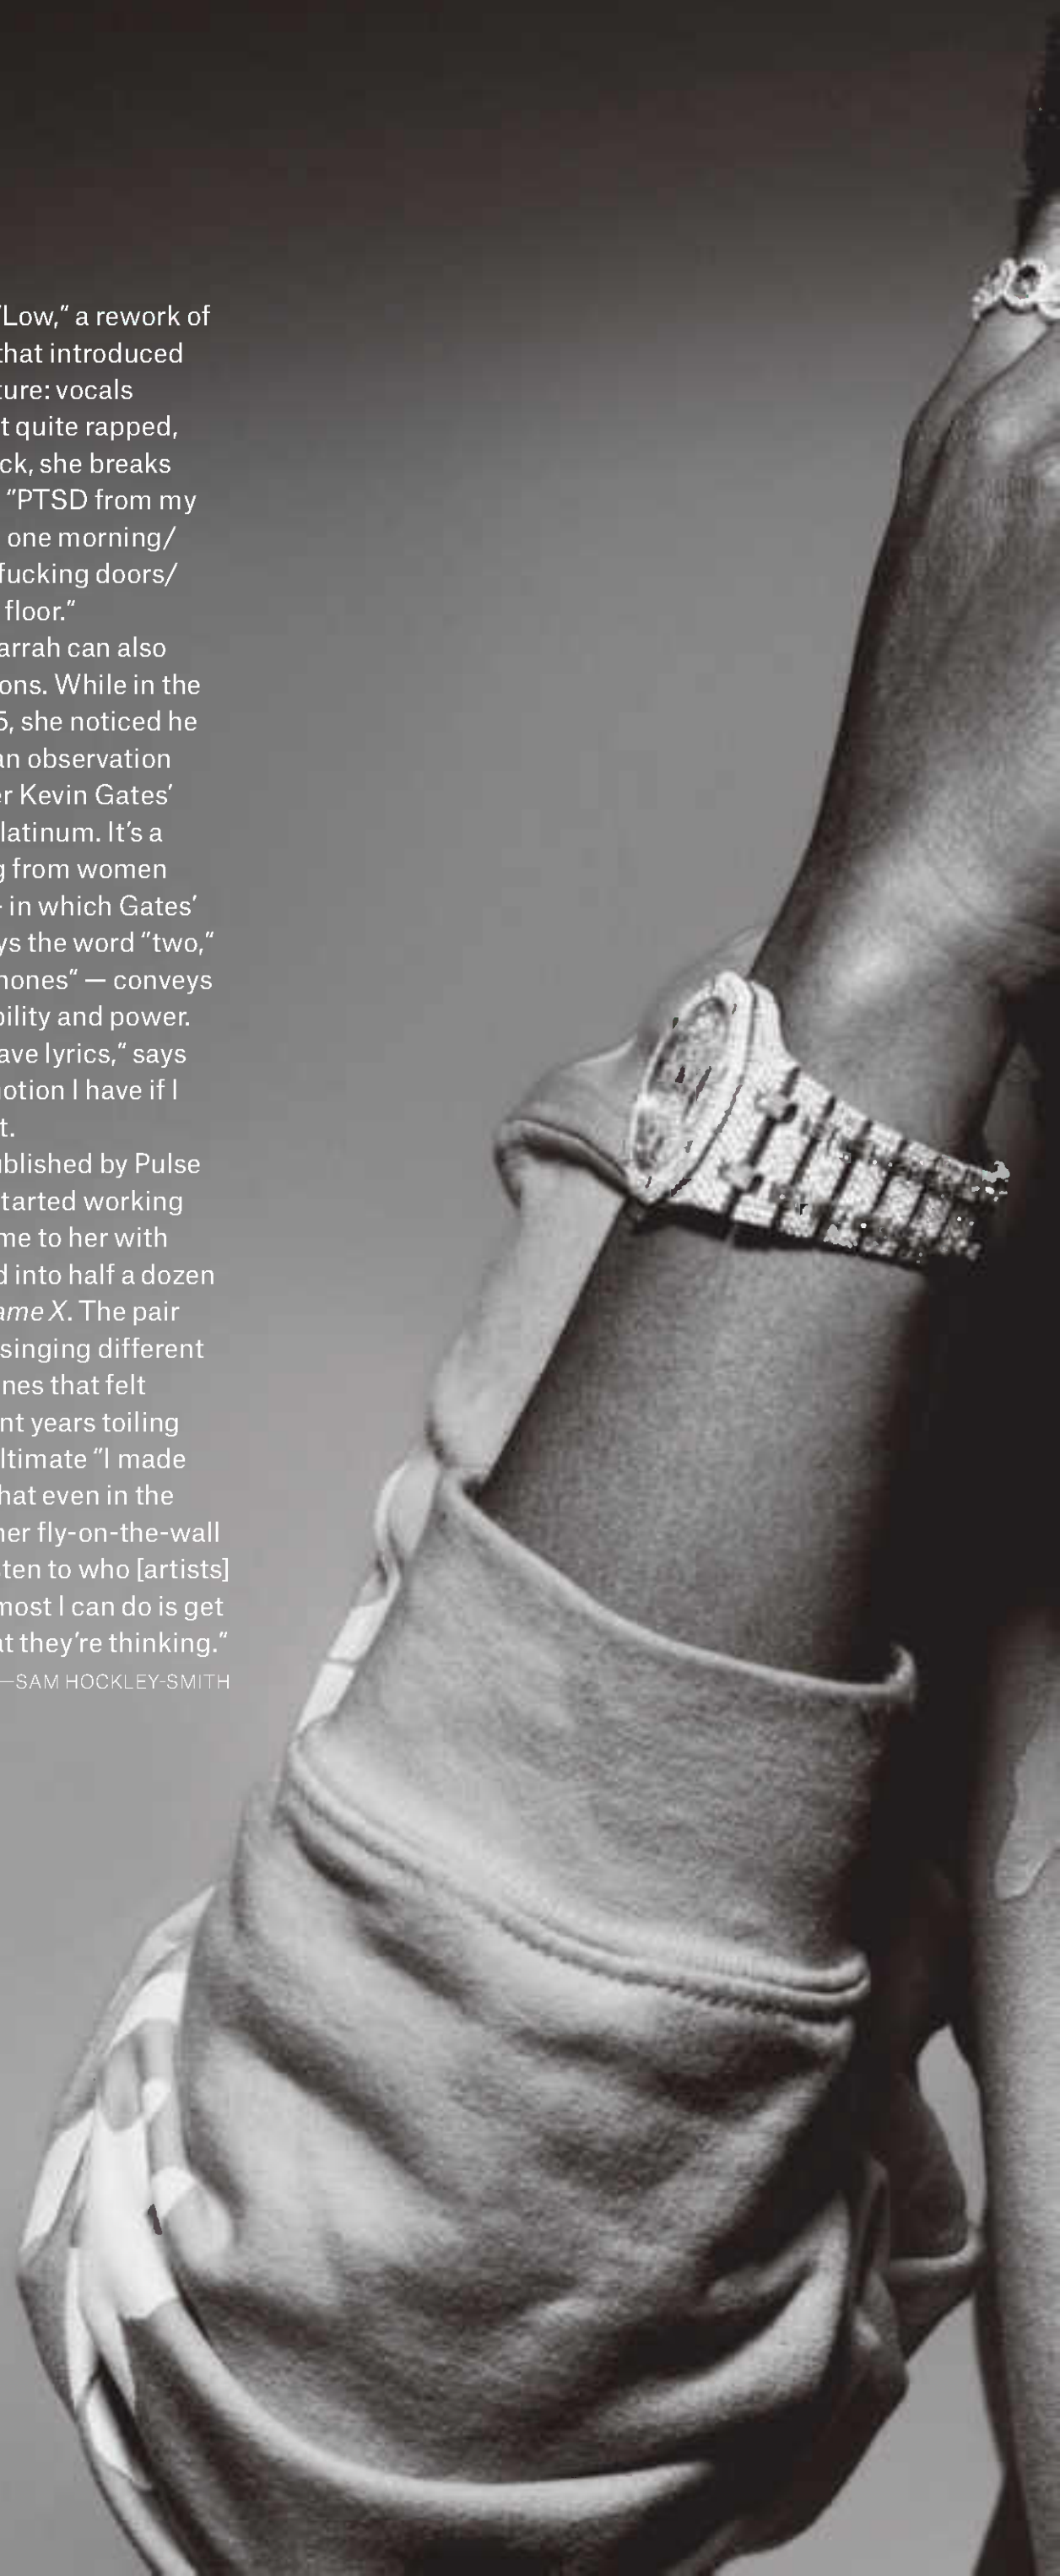 "Low," a rework of
that introduced
ture: vocals
t quite rapped,
ck, she breaks
"PTSD from my
one morning/
fucking doors/
floor."
arrah can also
ons. While in the
5, she noticed he
an observation
er Kevin Gates'
latinum. It's a
g from women
– in which Gates'
ys the word "two,"
hones" — conveys
bility and power.
ave lyrics," says
otion I have if I
t.
ublished by Pulse
tarted working
me to her with
d into half a dozen
ame X. The pair
singing different
nes that felt
nt years toiling
ltimate "I made
hat even in the
her fly-on-the-wall
ten to who [artists]
most I can do is get
at they're thinking."
—SAM HOCKLEY-SMITH